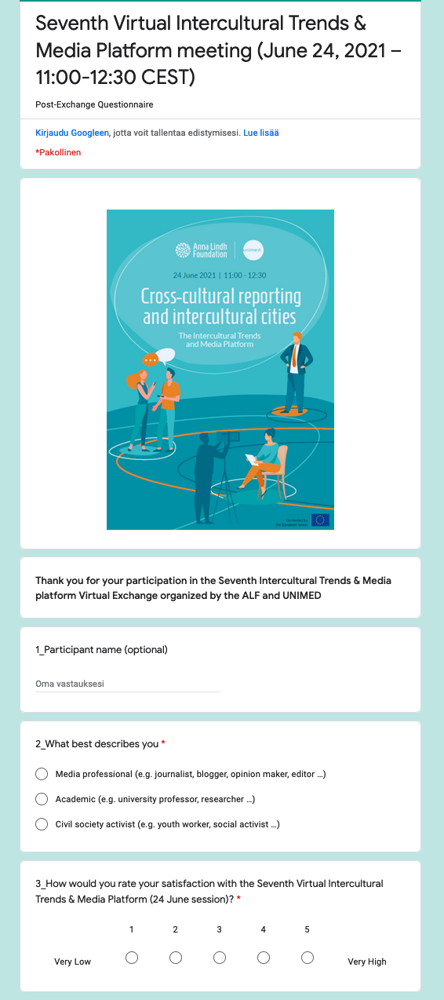 Seventh Virtual Intercultural Trends &
Media Platform meeting (June 24, 2021 –
11:00-12:30 CEST)
Post-Exchange Questionnaire
Kirjaudu Googleen, jotta voit tallentaa edistymisesi. Lue lisää
*Pakollinen
Anna Lindh
Foundation
unimed
24 June 2021 | 11:00 - 12:30
Cross-cultural reporting
and intercultural cities
The Intercultural Trends
and Media Platform
Co-funded by
the European Union
Thank you for your participation in the Seventh Intercultural Trends & Media
platform Virtual Exchange organized by the ALF and UNIMED
1_Participant name (optional)
Oma vastauksesi
2_What best describes you *
Media professional (e.g. journalist, blogger, opinion maker, editor ...)
Academic (e.g. university professor, researcher ...)
Civil society activist (e.g. youth worker, social activist ...)
3_How would you rate your satisfaction with the Seventh Virtual Intercultural
Trends & Media Platform (24 June session)? *
1 2 3 4 5
Very Low Very High